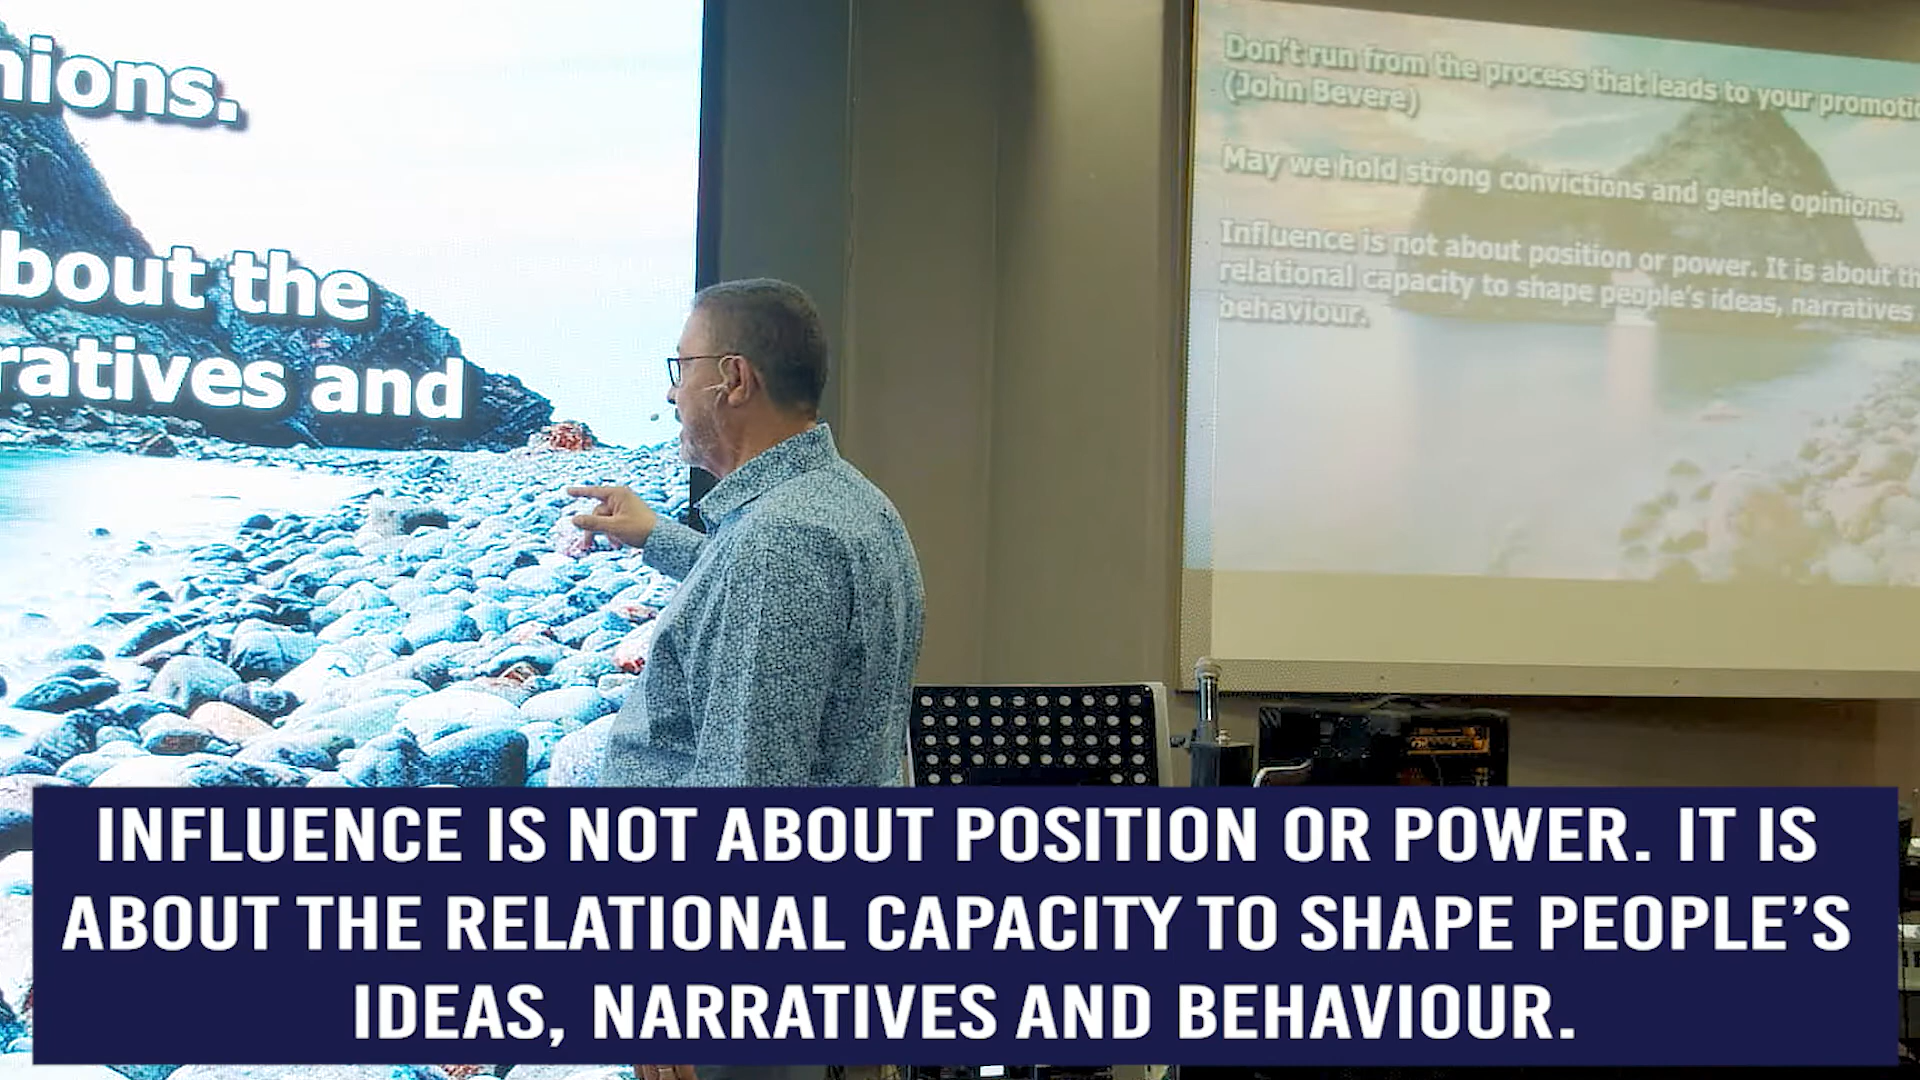 nions.
bout the
ratives and
Don't run from the process that leads to your promotio
(John Bevere)
May we hold strong convictions and gentle opinions.
Influence is not about position or power. It is about th
relational capacity to shape people's ideas, narratives
behaviour.
INFLUENCE IS NOT ABOUT POSITION OR POWER. IT IS
ABOUT THE RELATIONAL CAPACITY TO SHAPE PEOPLE’S
IDEAS, NARRATIVES AND BEHAVIOUR.